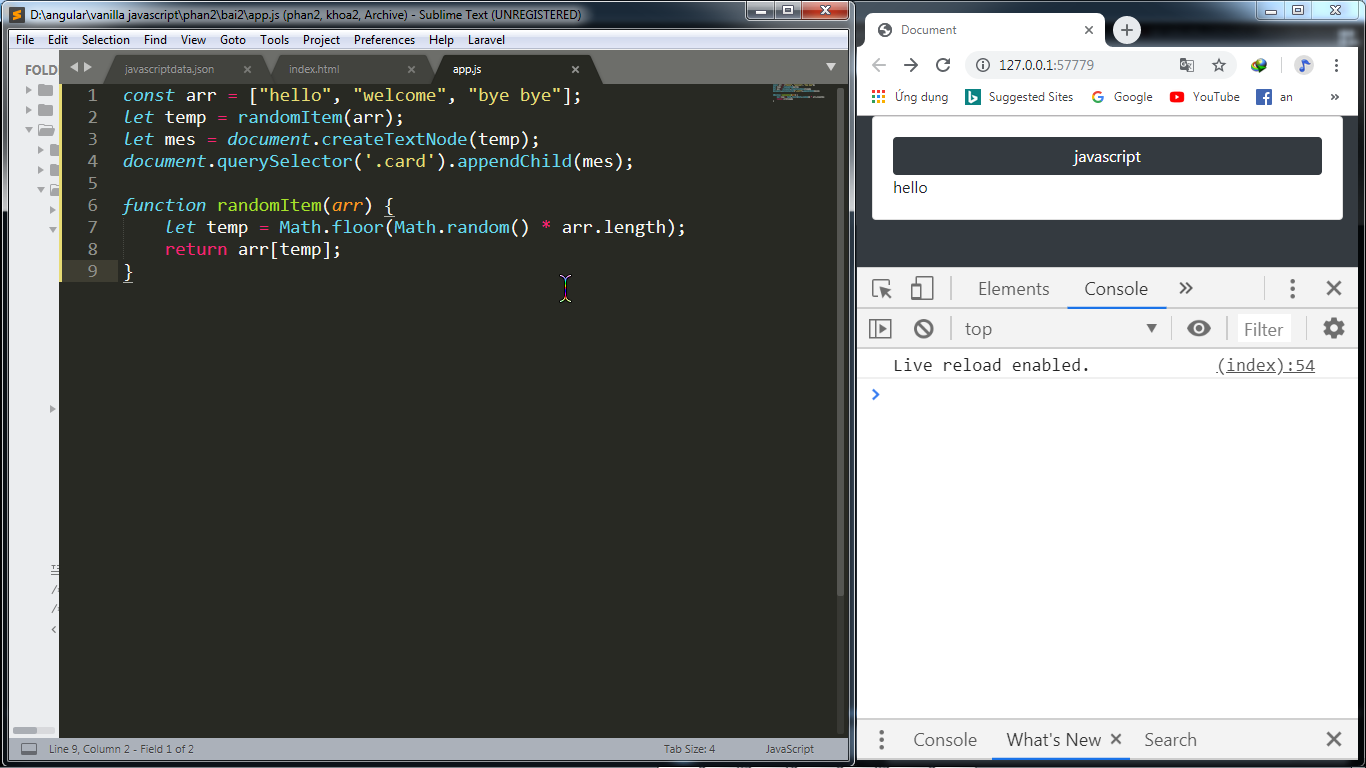 D:\angular\vanilla javascript\phan2\bai2\app.js (phan2, khoa2, Archive) - Sublime Text (UNREGISTERED)
File Edit Selection Find View Goto Tools Project Preferences Help Laravel
FOLD
javascriptdata.json × index.html × app.js ×
1 const arr = ["hello", "welcome", "bye bye"];
2 let temp = randomItem(arr);
3 let mes = document.createTextNode(temp);
4 document.querySelector('.card').appendChild(mes);
5
6 function randomItem(arr) {
7     let temp = Math.floor(Math.random() * arr.length);
8     return arr[temp];
9 }
Line 9, Column 2 - Field 1 of 2 Tab Size: 4 JavaScript
Document
127.0.0.1:57779
Ứng dụng Suggested Sites Google YouTube an »
javascript
hello
Elements Console »
top Filter
Live reload enabled. (index):54
Console What's New × Search